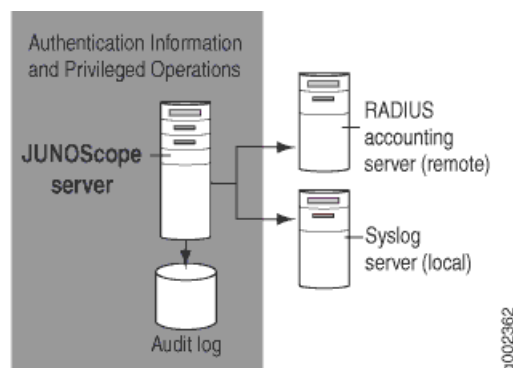 Authentication Information
and Privileged Operations
JUNOScope
server
RADIUS
accounting
server (remote)
Syslog
server (local)
Audit log
g002362